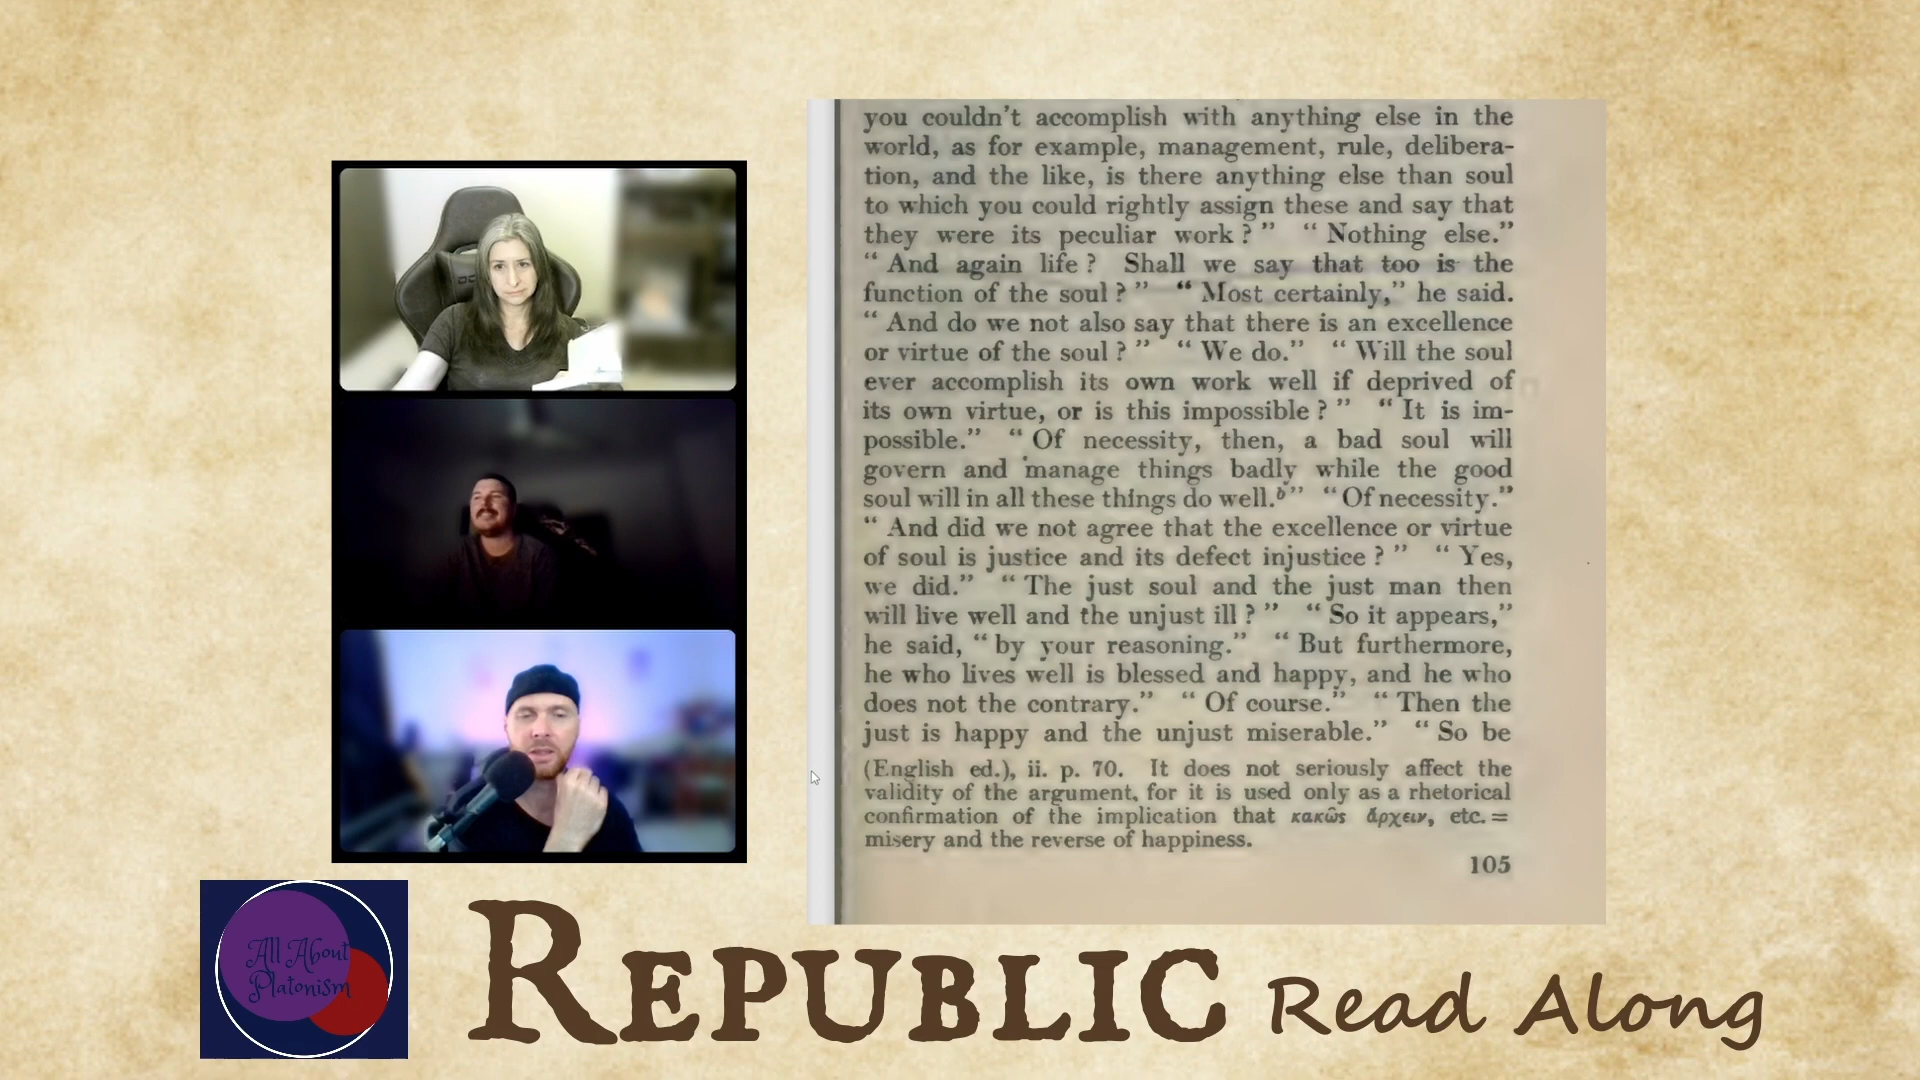 you couldn't accomplish with anything else in the
world, as for example, management, rule, delibera-
tion, and the like, is there anything else than soul
to which you could rightly assign these and say that
they were its peculiar work ? ” “ Nothing else.”
“ And again life ? Shall we say that too is the
function of the soul ? ” “ Most certainly,” he said.
“ And do we not also say that there is an excellence
or virtue of the soul ? ” “ We do.” “ Will the soul
ever accomplish its own work well if deprived of
its own virtue, or is this impossible ? ” “ It is im-
possible.” “ Of necessity, then, a bad soul will
govern and manage things badly while the good
soul will in all these things do well.ᵇ ” “ Of necessity.”
“ And did we not agree that the excellence or virtue
of soul is justice and its defect injustice ? ” “ Yes,
we did.” “ The just soul and the just man then
will live well and the unjust ill ? ” “ So it appears,”
he said, “ by your reasoning.” “ But furthermore,
he who lives well is blessed and happy, and he who
does not the contrary.” “ Of course.” “ Then the
just is happy and the unjust miserable.” “ So be
(English ed.), ii. p. 70. It does not seriously affect the
validity of the argument, for it is used only as a rhetorical
confirmation of the implication that κακῶς ἄρχειν, etc. =
misery and the reverse of happiness.
105
All About
Platonism
REPUBLIC Read Along